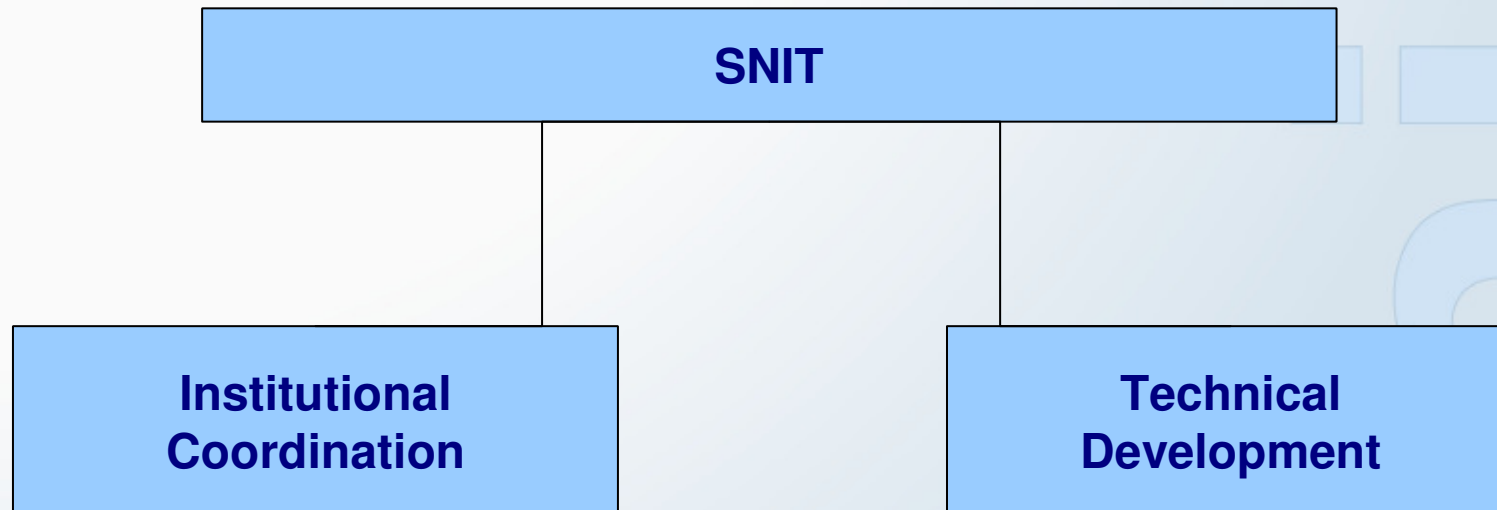 SNIT
Institutional
Coordination
Technical
Development